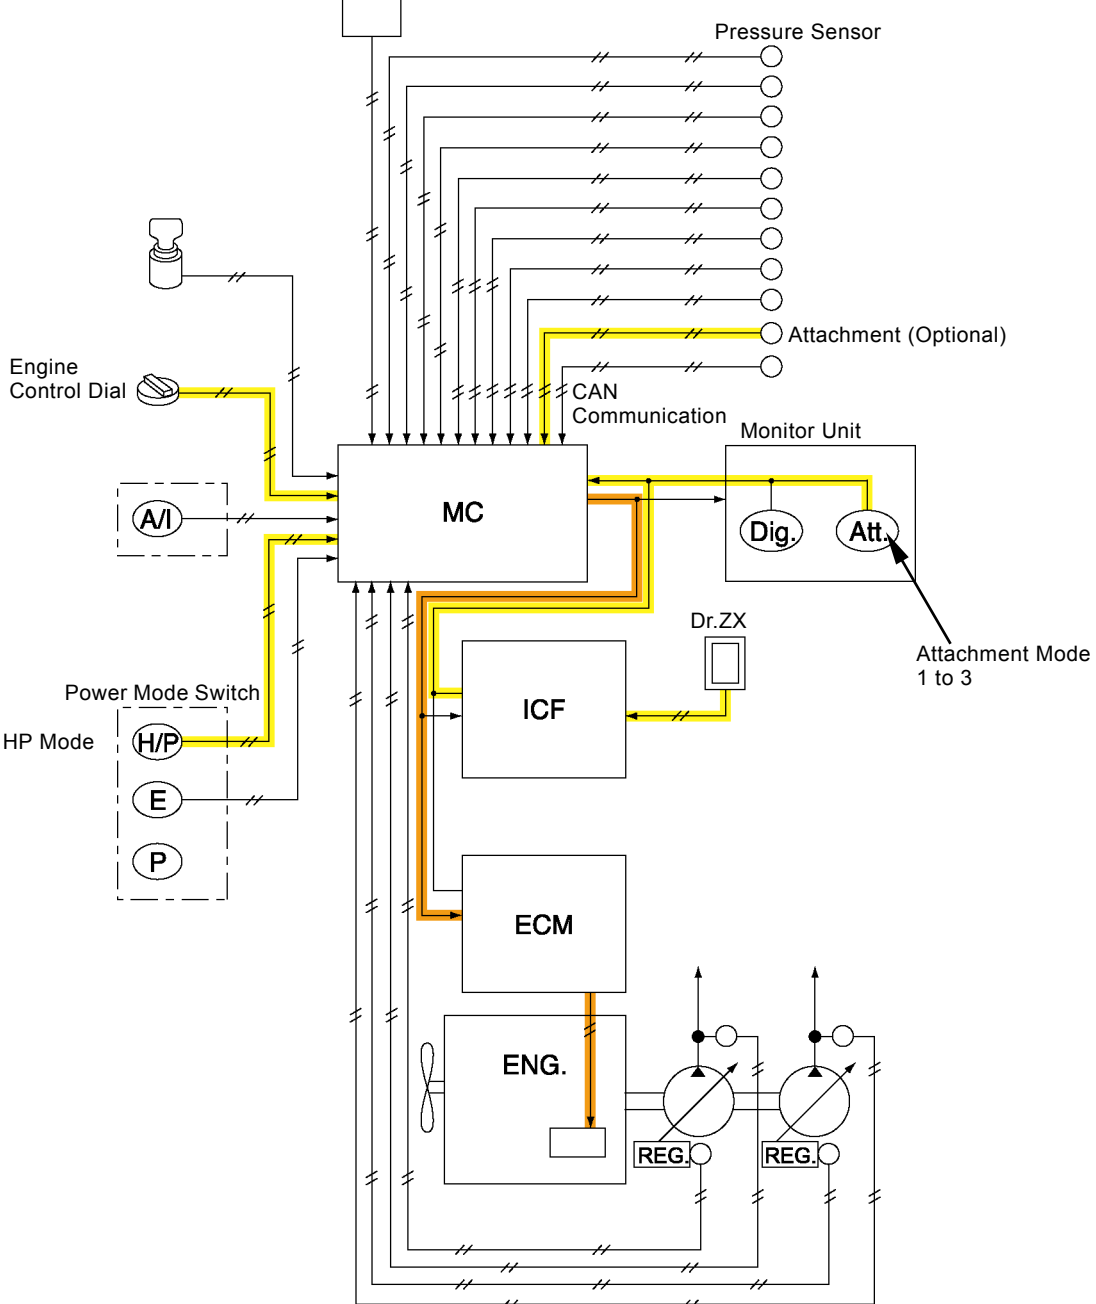 Pressure Sensor
Attachment (Optional)
Engine
Control Dial
CAN
Communication
Monitor Unit
A/I
MC
Dig.
Att.
Dr.ZX
Attachment Mode
1 to 3
Power Mode Switch
ICF
HP Mode
H/P
E
P
ECM
ENG.
REG.
REG.